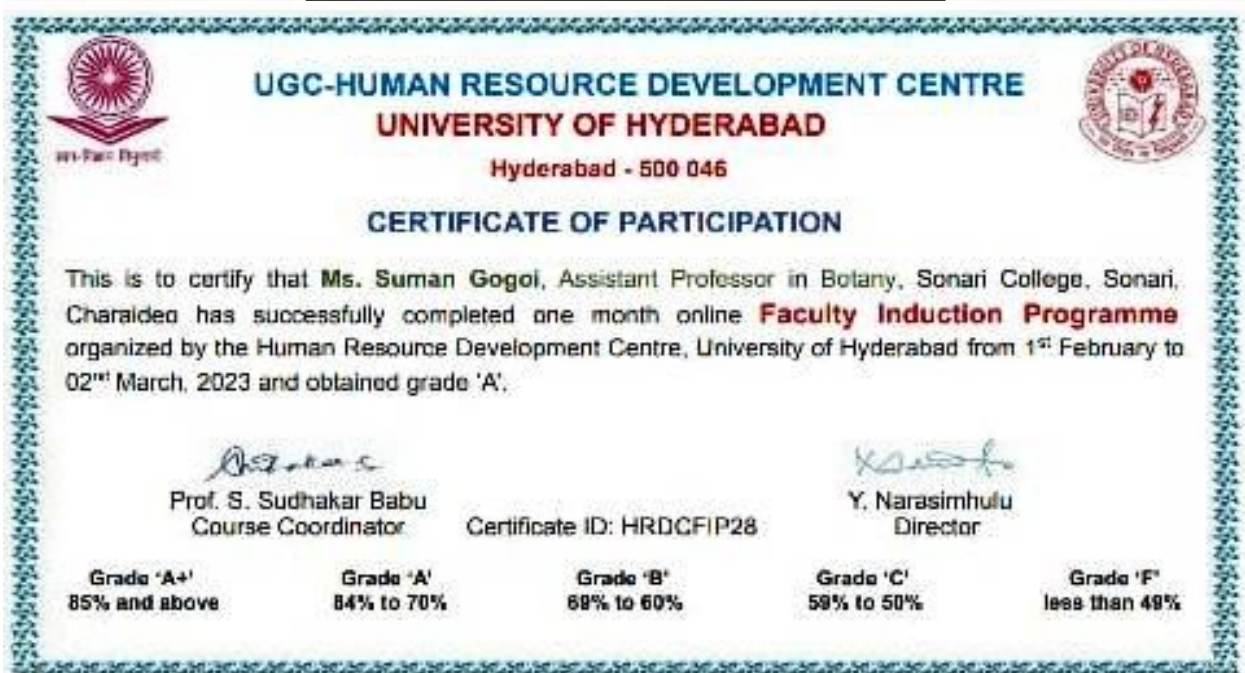 UGC-HUMAN RESOURCE DEVELOPMENT CENTRE
UNIVERSITY OF HYDERABAD
Hyderabad - 500 046
CERTIFICATE OF PARTICIPATION
This is to certify that Ms. Suman Gogoi, Assistant Professor in Botany, Sonari College, Sonari,
Charaideo has successfully completed one month online Faculty Induction Programme
organized by the Human Resource Development Centre, University of Hyderabad from 1st February to
02nd March, 2023 and obtained grade 'A'.
Prof. S. Sudhakar Babu
Course Coordinator
Certificate ID: HRDCFIP28
Y. Narasimhulu
Director
Grade 'A+'
85% and above
Grade 'A'
84% to 70%
Grade 'B'
69% to 60%
Grade 'C'
59% to 50%
Grade 'F'
less than 49%